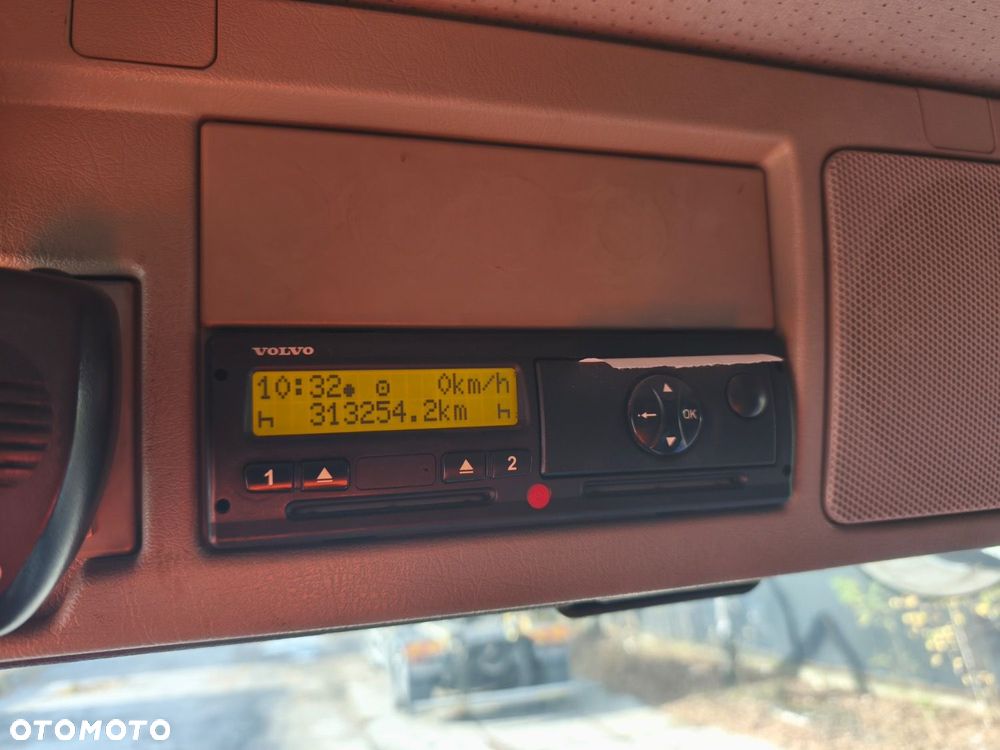 VOLVO
10:32 0km/h
313254.2km
1 2
OK
OTOMOTO